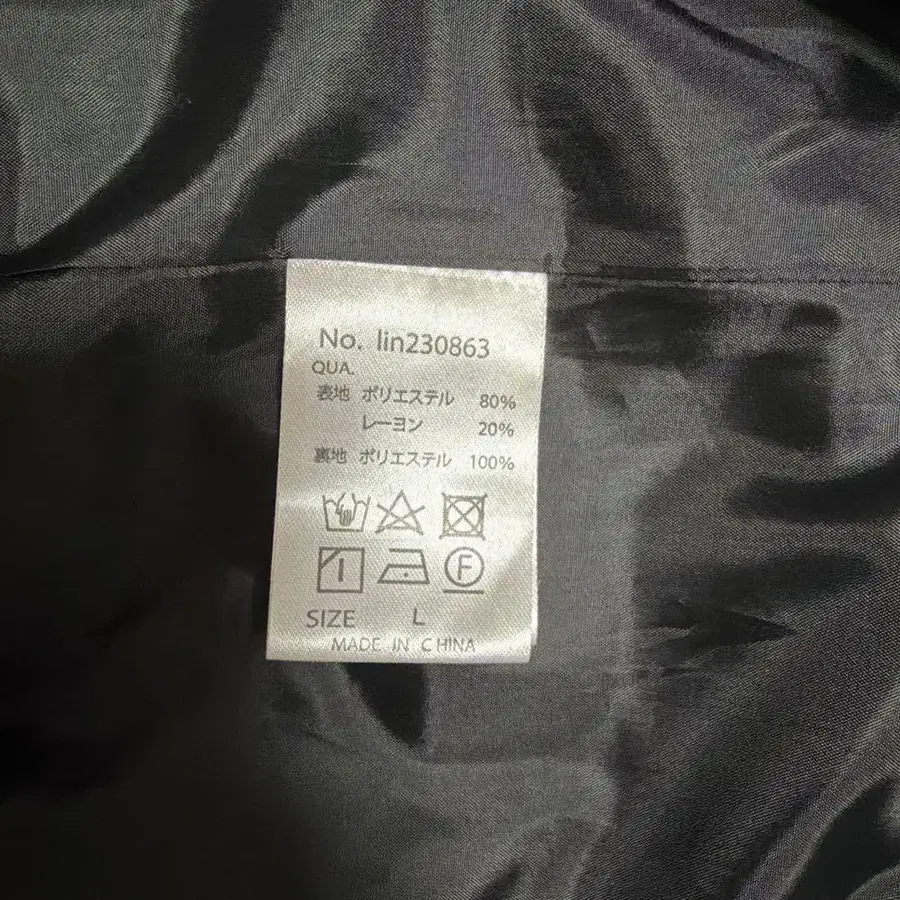 No. lin230863
QUA.
表地 ポリエステル 80%
レーヨン 20%
裏地 ポリエステル 100%
F
SIZE L
MADE IN CHINA